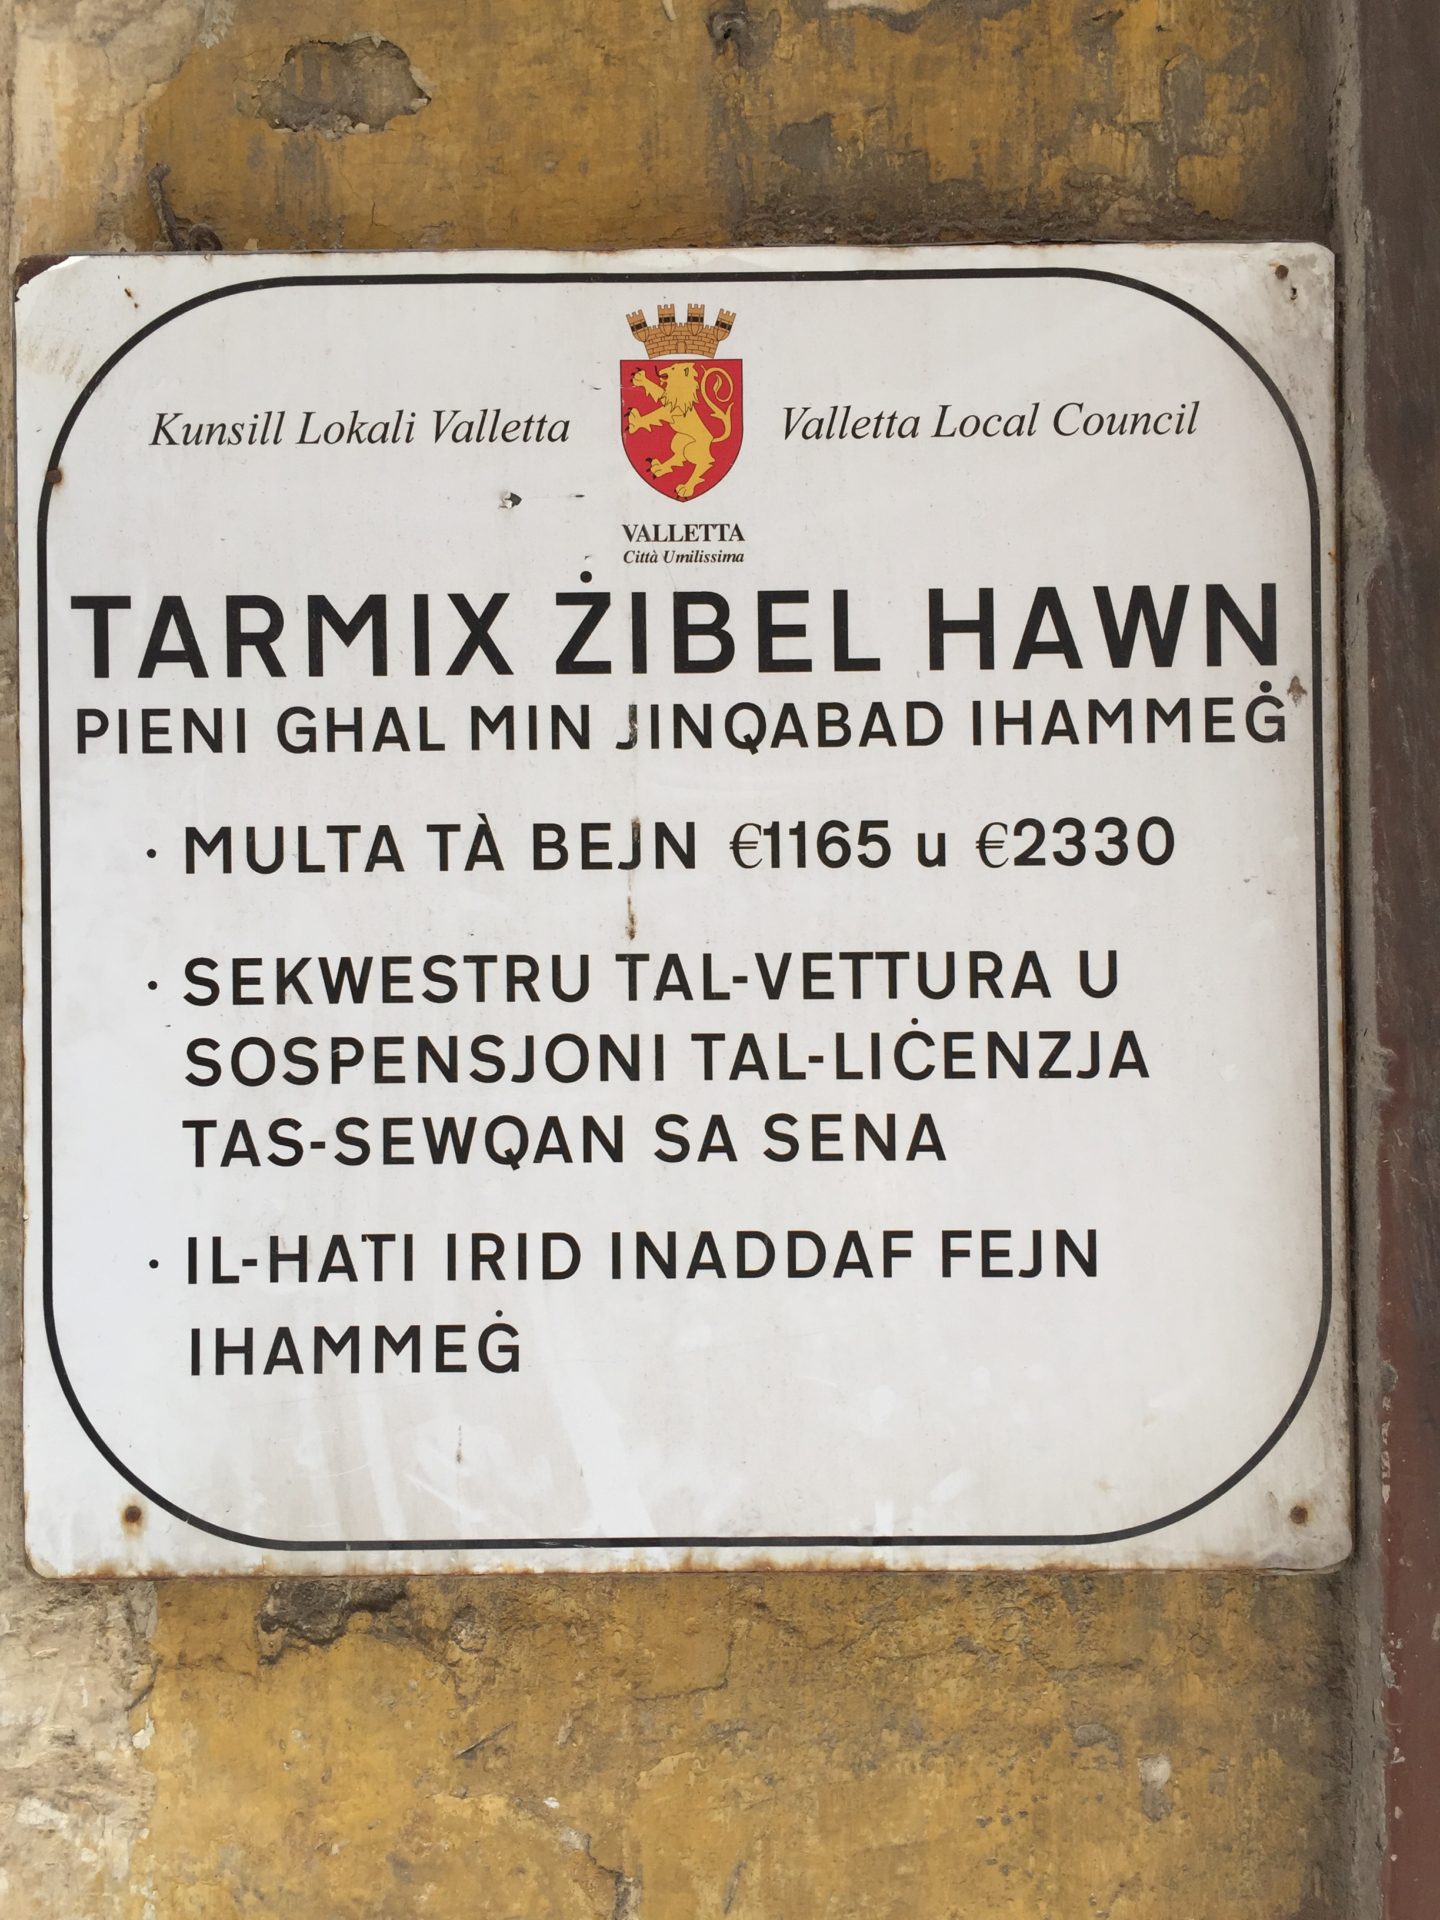 Kunsill Lokali Valletta
Valletta Local Council
VALLETTA
Città Umilissima
TARMIX ŻIBEL HAWN
PIENI GHAL MIN JINQABAD IHAMMEĠ
· MULTA TÀ BEJN €1165 u €2330
· SEKWESTRU TAL-VETTURA U
SOSPENSJONI TAL-LIĊENZJA
TAS-SEWQAN SA SENA
· IL-HATI IRID INADDAF FEJN
IHAMMEĠ